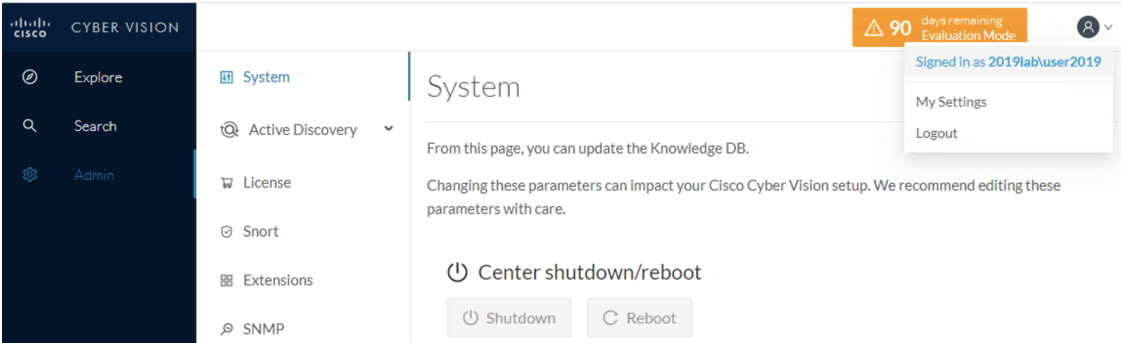 CISCO CYBER VISION
90 days remaining
Evaluation Mode
Signed in as 2019lab\user2019
My Settings
Logout
Explore
Search
Admin
System
Active Discovery
License
Snort
Extensions
SNMP
System
From this page, you can update the Knowledge DB.
Changing these parameters can impact your Cisco Cyber Vision setup. We recommend editing these
parameters with care.
Center shutdown/reboot
Shutdown
Reboot